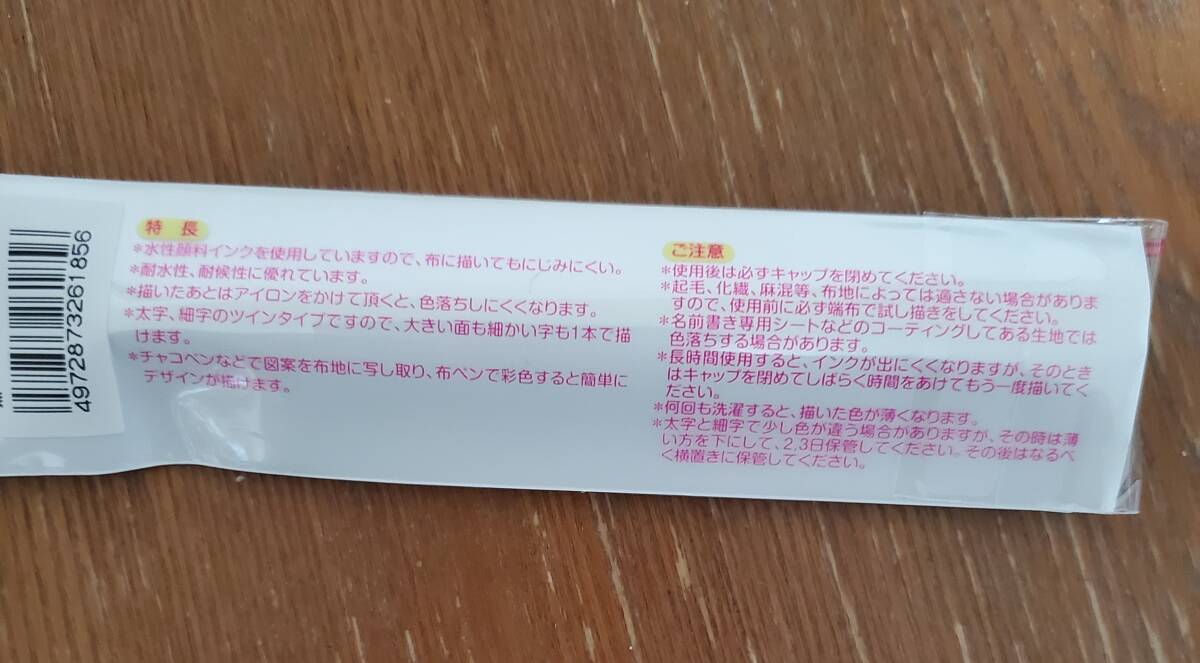 4972873261856
特長
*水性顔料インクを使用していますので、布に描いてもにじみにくい。
*耐水性、耐候性に優れています。
*描いたあとはアイロンをかけて頂くと、色落ちしにくくなります。
*太字、細字のツインタイプですので、大きい面も細かい字も1本で描
けます。
*チャコペンなどで図案を布地に写し取り、布ペンで彩色すると簡単に
デザインが描けます。
ご注意
*使用後は必ずキャップを閉めてください。
*起毛、化繊、麻混等、布地によっては適さない場合がありま
すので、使用前に必ず端布で試し描きをしてください。
*名前書き専用シートなどのコーティングしてある生地では
色落ちする場合があります。
*長時間使用すると、インクが出にくくなりますが、そのとき
はキャップを閉めてしばらく時間をあけてもう一度描いてく
ださい。
*何回も洗濯すると、描いた色が薄くなります。
*太字と細字で少し色が違う場合がありますが、その時は薄
い方を下にして、2,3日保管してください。その後はなるべ
く横置きに保管してください。